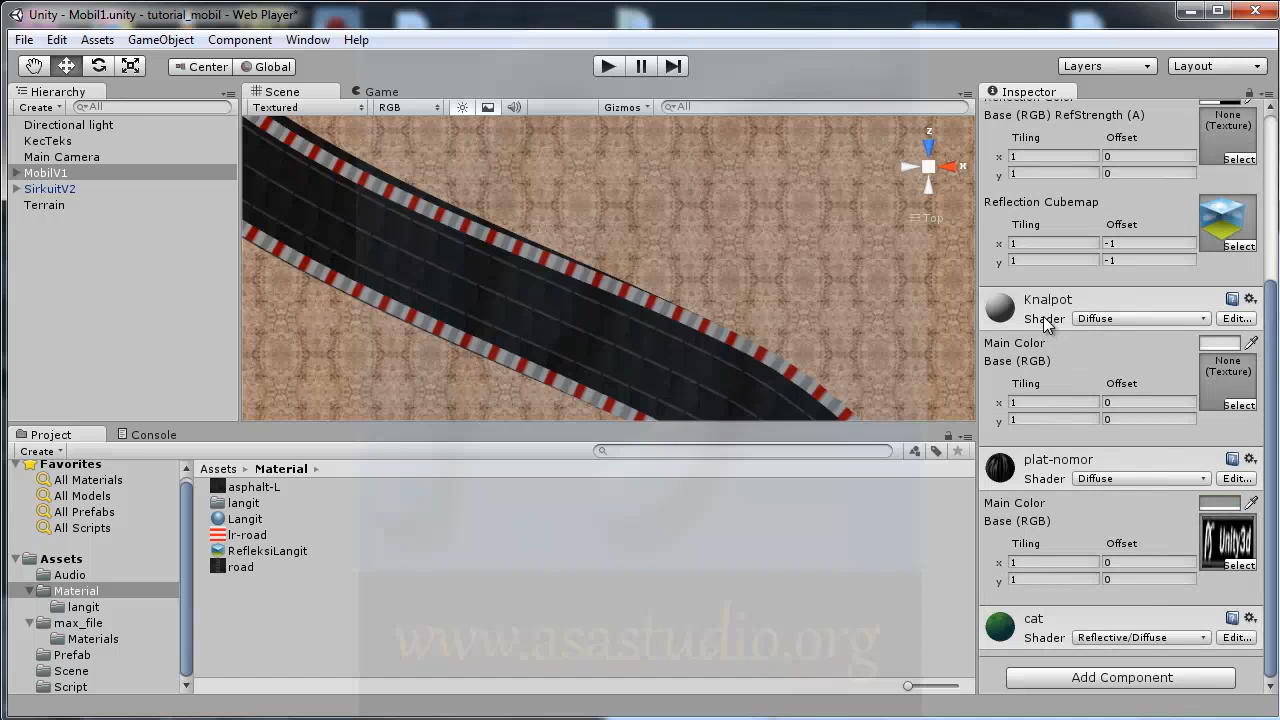 Unity - Mobil1.unity - tutorial_mobil - Web Player*
File Edit Assets GameObject Component Window Help
Center Global Layers Layout
Hierarchy
Create All
Directional light
KecTeks
Main Camera
MobilV1
SirkuitV2
Terrain
Scene Game
Textured RGB Gizmos All
z
x
Top
Inspector
Reflection Color
Base (RGB) RefStrength (A)
None
(Texture)
Tiling Offset
x 1 0
y 1 0
Select
Reflection Cubemap
Tiling Offset
x 1 -1
y 1 -1
Select
Knalpot
Shader Diffuse Edit...
Main Color
Base (RGB)
None
(Texture)
Tiling Offset
x 1 0
y 1 0
Select
plat-nomor
Shader Diffuse Edit...
Main Color
Base (RGB)
Unity3d
Tiling Offset
x 1 0
y 1 0
Select
cat
Shader Reflective/Diffuse Edit...
Add Component
Project Console
Create
Favorites
All Materials
All Models
All Prefabs
All Scripts
Assets
Audio
Material
langit
max_file
Materials
Prefab
Scene
Script
Assets Material
asphalt-L
langit
Langit
lr-road
RefleksiLangit
road
www.asastudio.org